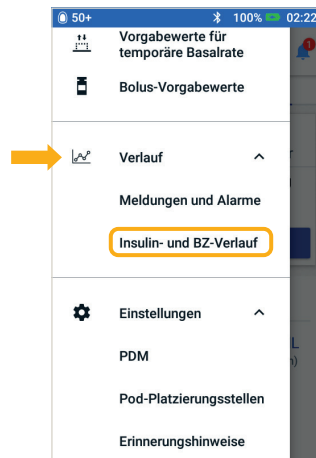 50+ 100% 02:22
Vorgabewerte für
temporäre Basalrate
1
Bolus-Vorgabewerte
Verlauf
Meldungen und Alarme
Insulin- und BZ-Verlauf
Einstellungen
L
PDM
Pod-Platzierungsstellen
Erinnerungshinweise